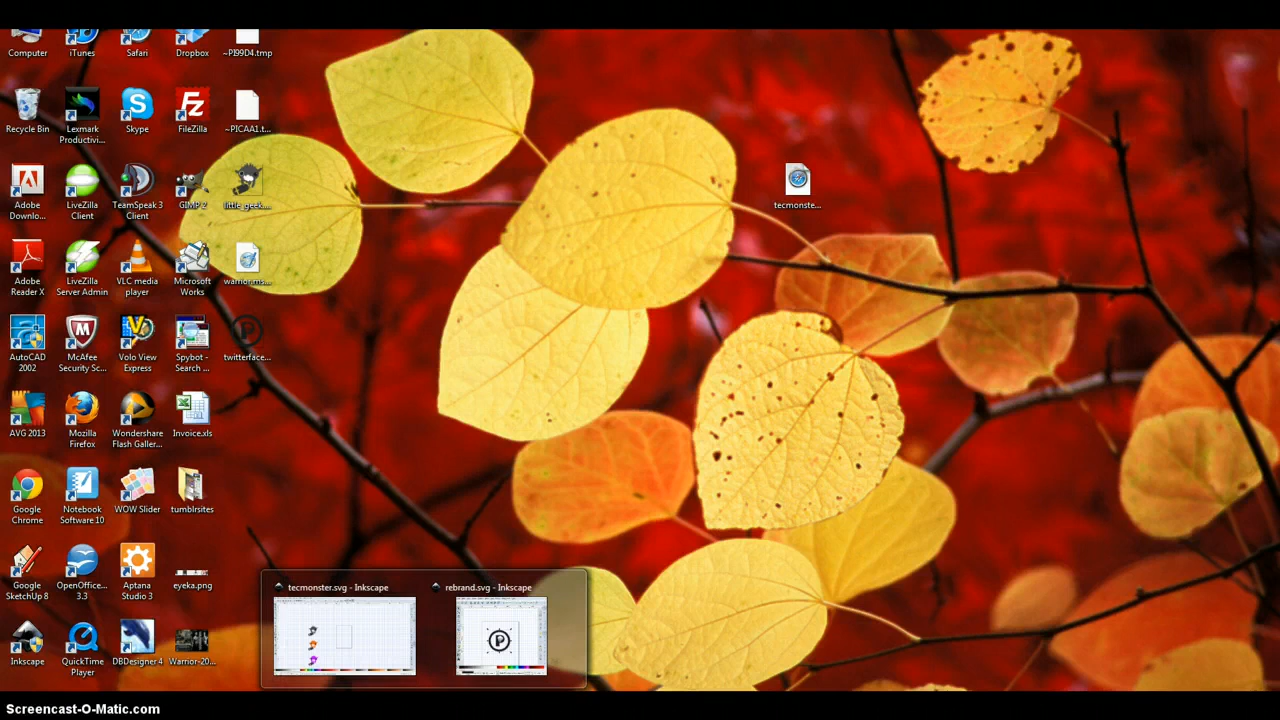 Computer
iTunes
Safari
Dropbox
~PI99D4.tmp
Recycle Bin
Lexmark
Productivi...
Skype
FileZilla
~PICAA1.t...
Adobe
Downlo...
LiveZilla
Client
TeamSpeak 3
Client
GIMP 2
little_geek....
tecmonste...
Adobe
Reader X
LiveZilla
Server Admin
VLC media
player
Microsoft
Works
AutoCAD
2002
McAfee
Security Sc...
Volo View
Express
Spybot -
Search ...
twitterface...
AVG 2013
Mozilla
Firefox
Wondershare
Flash Galler...
Invoice.xls
Google
Chrome
Notebook
Software 10
WOW Slider
tumblrsites
Google
SketchUp 8
OpenOffice...
3.3
Aptana
Studio 3
eyeka.png
tecmonster.svg - Inkscape
rebrand.svg - Inkscape
Inkscape
QuickTime
Player
DBDesigner 4
Warrior-20...
Screencast-O-Matic.com